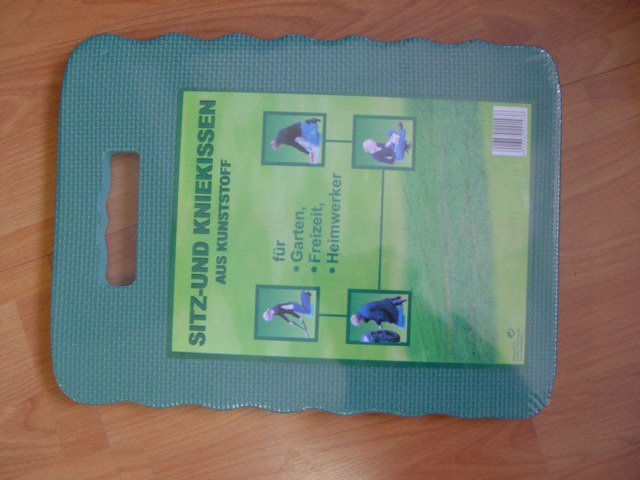 SITZ-UND KNIEKISSEN
AUS KUNSTSTOFF
für
• Garten,
• Freizeit,
• Heimwerker